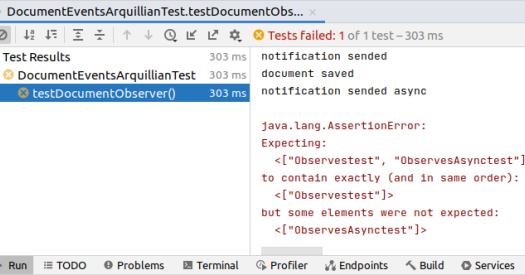 DocumentEventsArquillianTest.testDocumentObs... ×
Tests failed: 1 of 1 test – 303 ms
Test Results 303 ms
DocumentEventsArquillianTest 303 ms
testDocumentObserver() 303 ms
notification sended
document saved
notification sended async
java.lang.AssertionError:
Expecting:
<["Observestest", "ObservesAsynctest"]
to contain exactly (and in same order):
<["Observestest"]>
but some elements were not expected:
<["ObservesAsynctest"]>
Run TODO Problems Terminal Profiler Endpoints Build Services